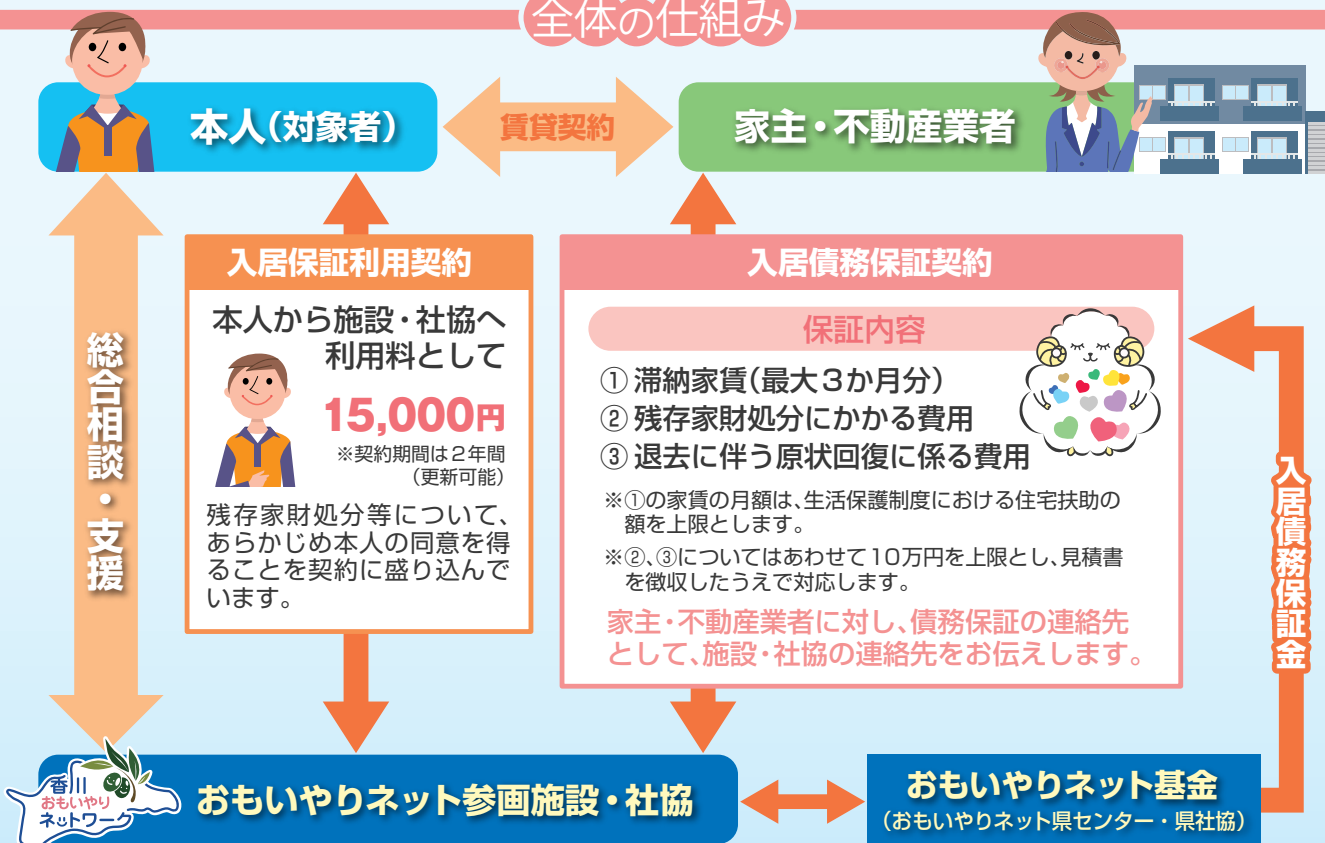 全体の仕組み
本人(対象者)
賃貸契約
家主・不動産業者
総合相談・支援
入居保証利用契約
本人から施設・社協へ
利用料として
15,000円
※契約期間は2年間
(更新可能)
残存家財処分等について、
あらかじめ本人の同意を得
ることを契約に盛り込んで
います。
入居債務保証契約
保証内容
① 滞納家賃(最大3か月分)
② 残存家財処分にかかる費用
③ 退去に伴う原状回復に係る費用
※①の家賃の月額は、生活保護制度における住宅扶助の
額を上限とします。
※②、③についてはあわせて10万円を上限とし、見積書
を徴収したうえで対応します。
家主・不動産業者に対し、債務保証の連絡先
として、施設・社協の連絡先をお伝えします。
入居債務保証金
香川
おもいやり
ネットワーク
おもいやりネット参画施設・社協
おもいやりネット基金
(おもいやりネット県センター・県社協)